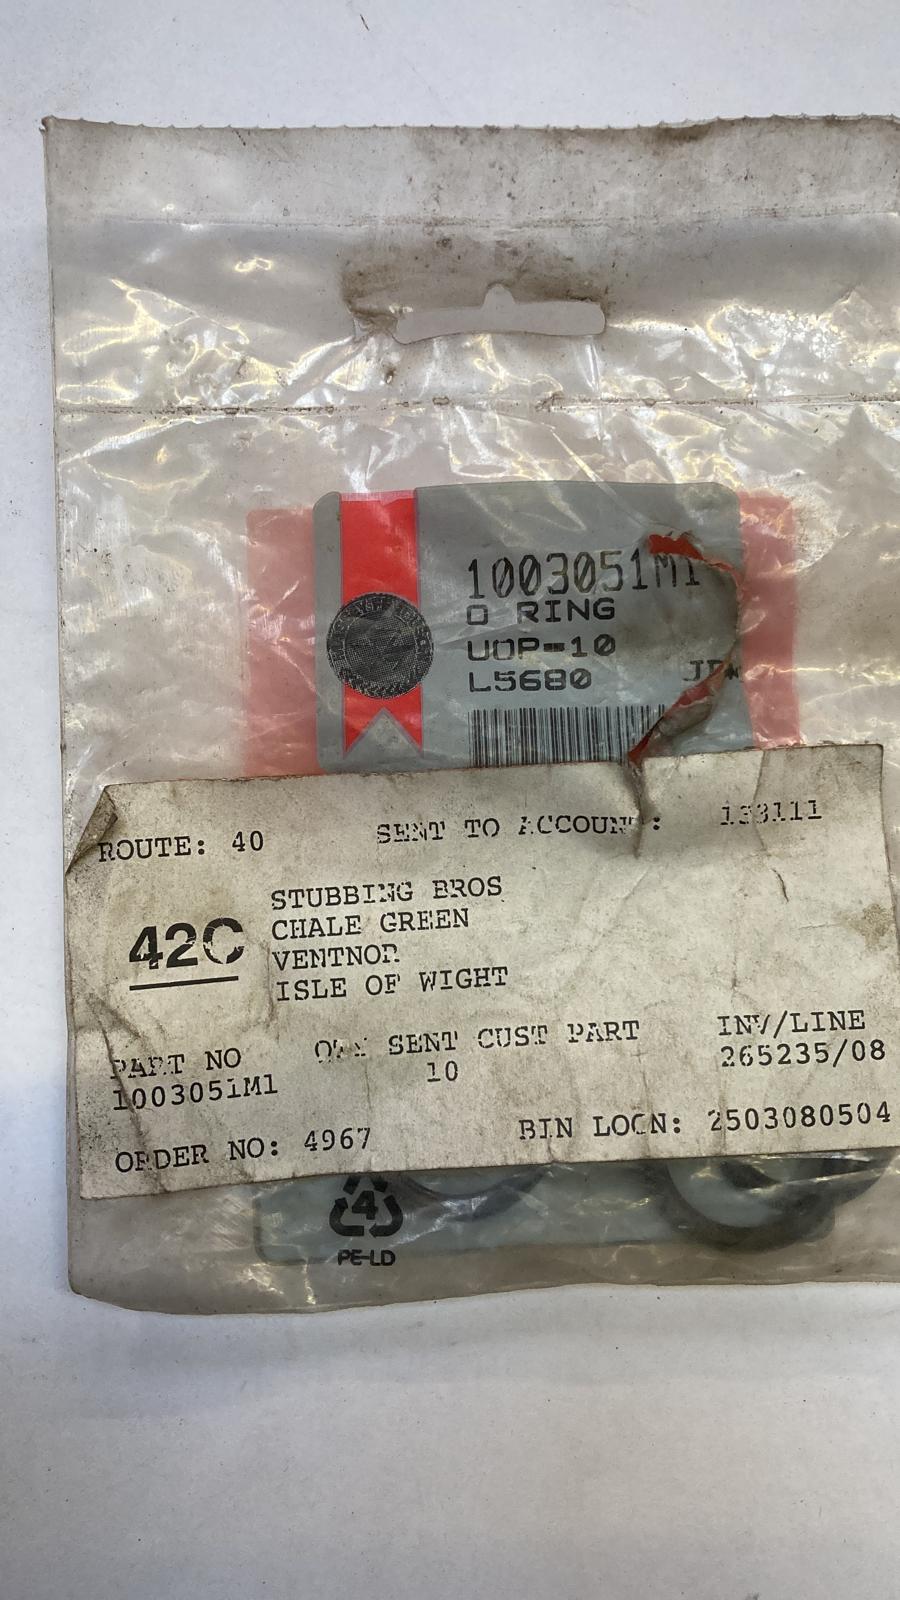 1003051M1
O RING
UOP-10
L5680
ROUTE: 40 SENT TO ACCOUNT: 133111
42C
STUBBING BROS
CHALE GREEN
VENTNOR
ISLE OF WIGHT
PART NO QTY SENT CUST PART INV/LINE
1003051M1 10 265235/08
ORDER NO: 4967 BIN LOCN: 2503080504
4
PE-LD